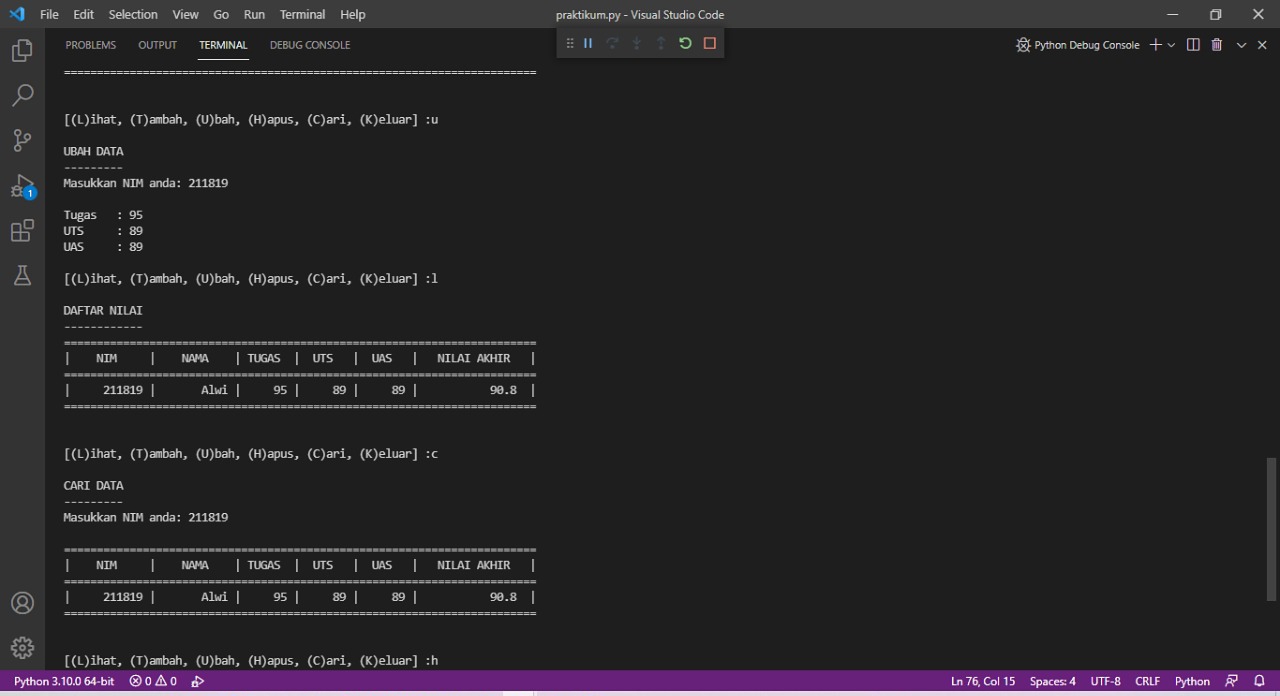 File Edit Selection View Go Run Terminal Help praktikum.py - Visual Studio Code
PROBLEMS OUTPUT TERMINAL DEBUG CONSOLE Python Debug Console
========================================================================
[(L)ihat, (T)ambah, (U)bah, (H)apus, (C)ari, (K)eluar] :u
UBAH DATA
---------
Masukkan NIM anda: 211819
Tugas   : 95
UTS     : 89
UAS     : 89
[(L)ihat, (T)ambah, (U)bah, (H)apus, (C)ari, (K)eluar] :l
DAFTAR NILAI
------------
========================================================================
|    NIM     |    NAMA    | TUGAS  |  UTS   |  UAS   |   NILAI AKHIR   |
========================================================================
|     211819 |       Alwi |     95 |     89 |     89 |           90.8  |
========================================================================
[(L)ihat, (T)ambah, (U)bah, (H)apus, (C)ari, (K)eluar] :c
CARI DATA
---------
Masukkan NIM anda: 211819
========================================================================
|    NIM     |    NAMA    | TUGAS  |  UTS   |  UAS   |   NILAI AKHIR   |
========================================================================
|     211819 |       Alwi |     95 |     89 |     89 |           90.8  |
========================================================================
[(L)ihat, (T)ambah, (U)bah, (H)apus, (C)ari, (K)eluar] :h
1
Python 3.10.0 64-bit 0 0 Ln 76, Col 15 Spaces: 4 UTF-8 CRLF Python